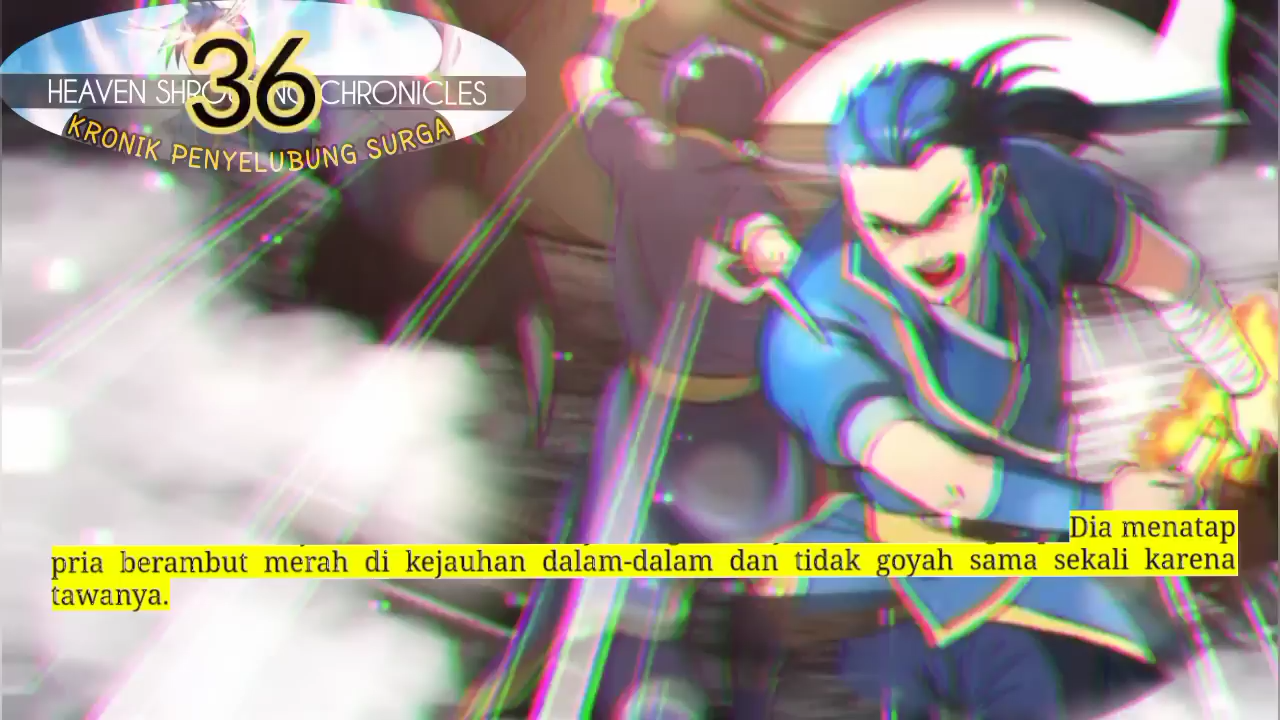 36
HEAVEN CHRONICLES
KRONIK PENYELUBUNG SURGA
Dia menatap
pria berambut merah di kejauhan dalam-dalam dan tidak goyah sama sekali karena
tawanya.